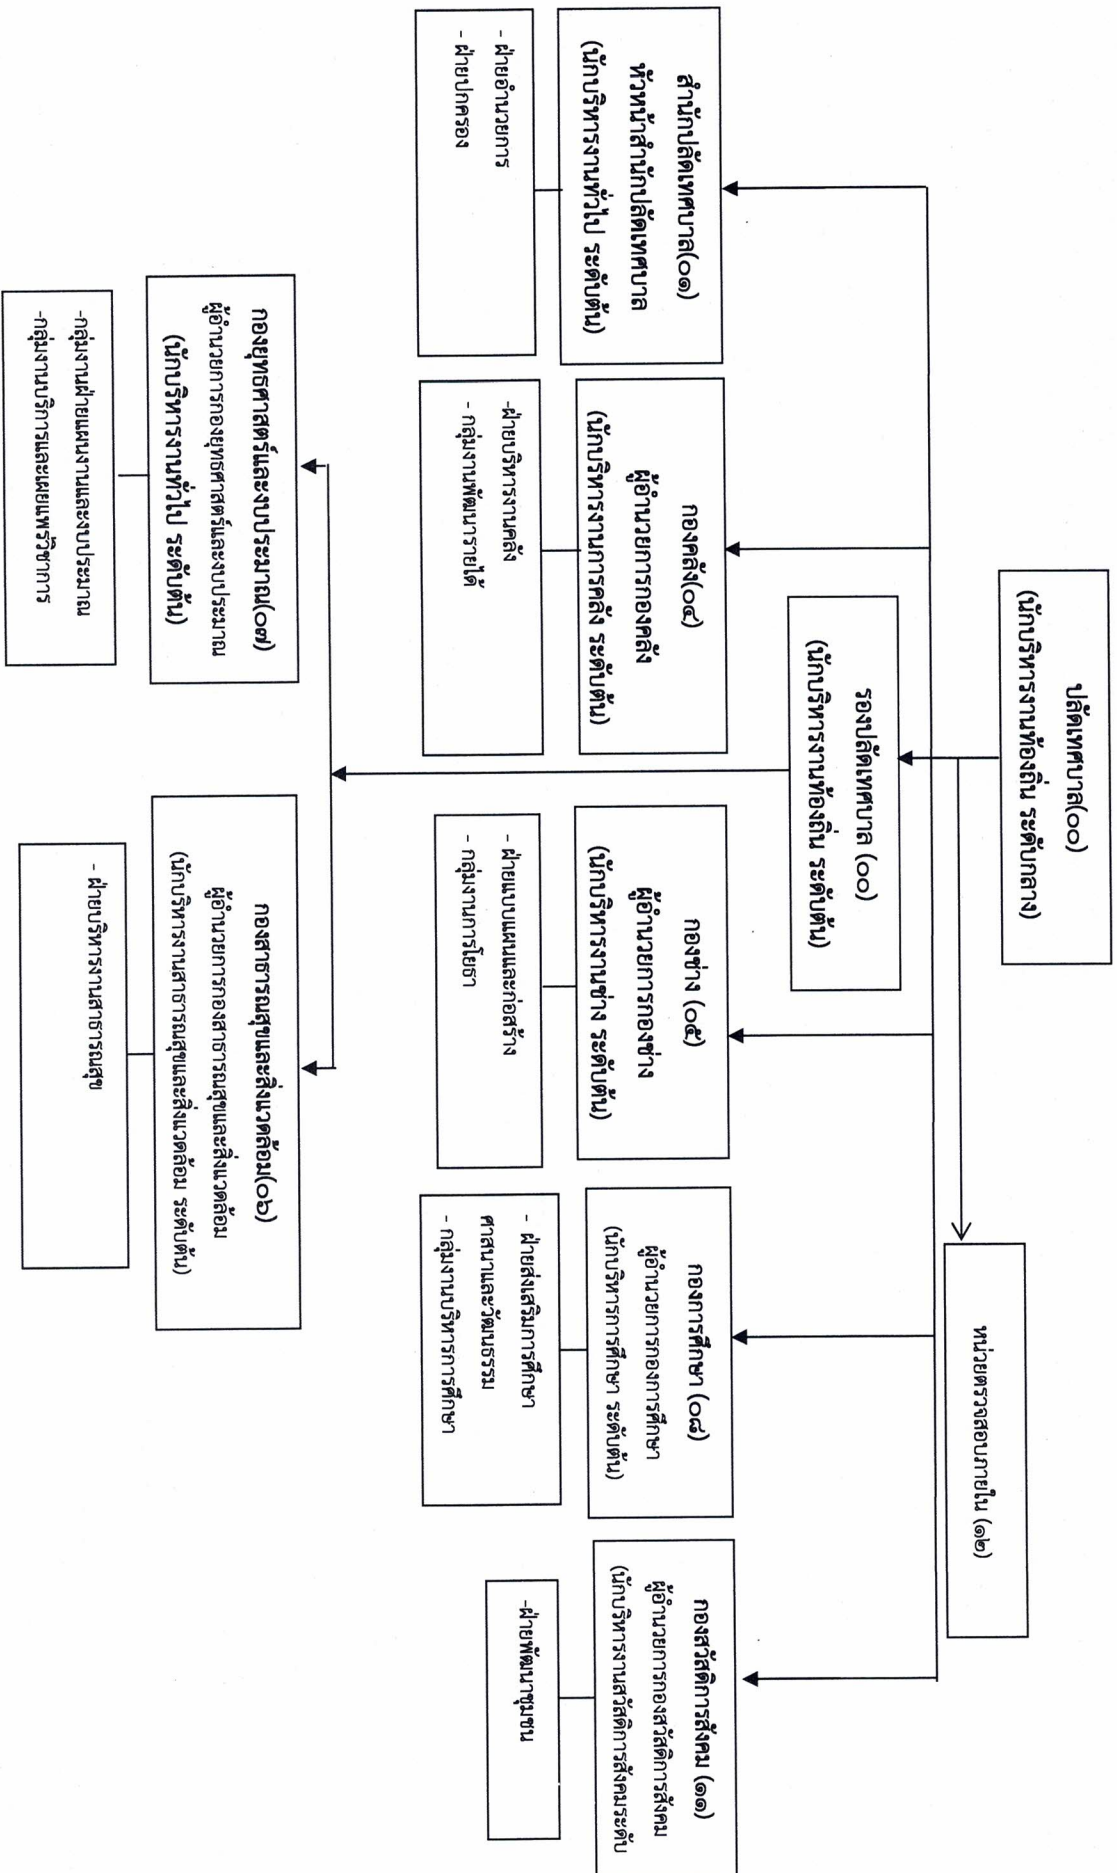 ปลัดเทศบาล(๐๐)
(นักบริหารงานท้องถิ่น ระดับกลาง)
หน่วยตรวจสอบภายใน (๑๒)
รองปลัดเทศบาล (๐๐)
(นักบริหารงานท้องถิ่น ระดับต้น)
สำนักปลัดเทศบาล(๐๑)
หัวหน้าสำนักปลัดเทศบาล
(นักบริหารงานทั่วไป ระดับต้น)
- ฝ่ายอำนวยการ
- ฝ่ายปกครอง
กองคลัง(๐๔)
ผู้อำนวยการกองคลัง
(นักบริหารงานการคลัง ระดับต้น)
-ฝ่ายบริหารงานคลัง
- กลุ่มงานพัฒนารายได้
กองช่าง (๐๕)
ผู้อำนวยการกองช่าง
(นักบริหารงานช่าง ระดับต้น)
- ฝ่ายแบบแผนและก่อสร้าง
- กลุ่มงานการโยธา
กองการศึกษา (๐๘)
ผู้อำนวยการกองการศึกษา
(นักบริหารการศึกษา ระดับต้น)
- ฝ่ายส่งเสริมการศึกษา
ศาสนาและวัฒนธรรม
- กลุ่มงานบริหารการศึกษา
กองสวัสดิการสังคม (๑๑)
ผู้อำนวยการกองสวัสดิการสังคม
(นักบริหารงานสวัสดิการสังคมระดับ
-ฝ่ายพัฒนาชุมชน
กองยุทธศาสตร์และงบประมาณ(๐๗)
ผู้อำนวยการกองยุทธศาสตร์และงบประมาณ
(นักบริหารงานทั่วไป ระดับต้น)
-กลุ่มงานฝ่ายแผนงานและงบประมาณ
-กลุ่มงานบริการและเผยแพร่วิชาการ
กองสาธารณสุขและสิ่งแวดล้อม(๐๖)
ผู้อำนวยการกองสาธารณสุขและสิ่งแวดล้อม
(นักบริหารงานสาธารณสุขและสิ่งแวดล้อม ระดับต้น)
- ฝ่ายบริหารงานสาธารณสุข